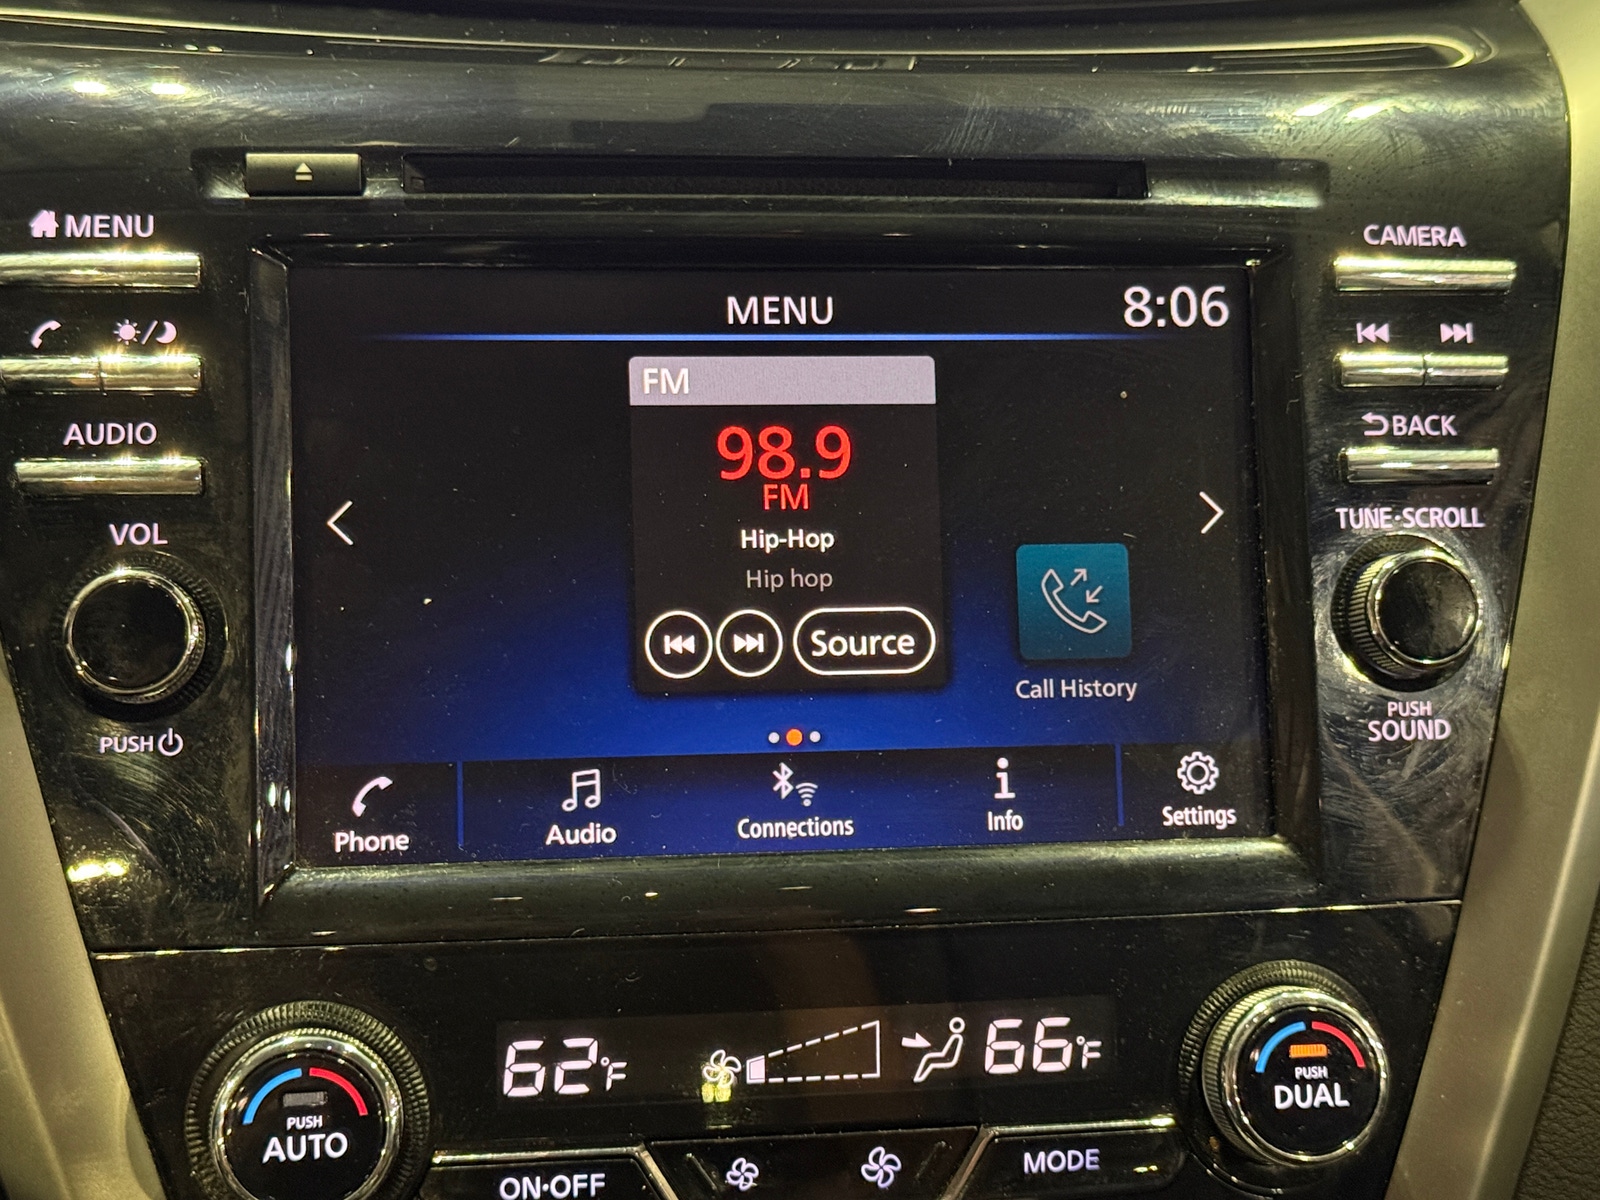 MENU
AUDIO
VOL
PUSH
MENU
8:06
FM
98.9
FM
Hip-Hop
Hip hop
Source
Call History
Phone
Audio
Connections
Info
Settings
CAMERA
BACK
TUNE·SCROLL
PUSH
SOUND
62°F
66°F
PUSH
AUTO
PUSH
DUAL
ON·OFF
MODE